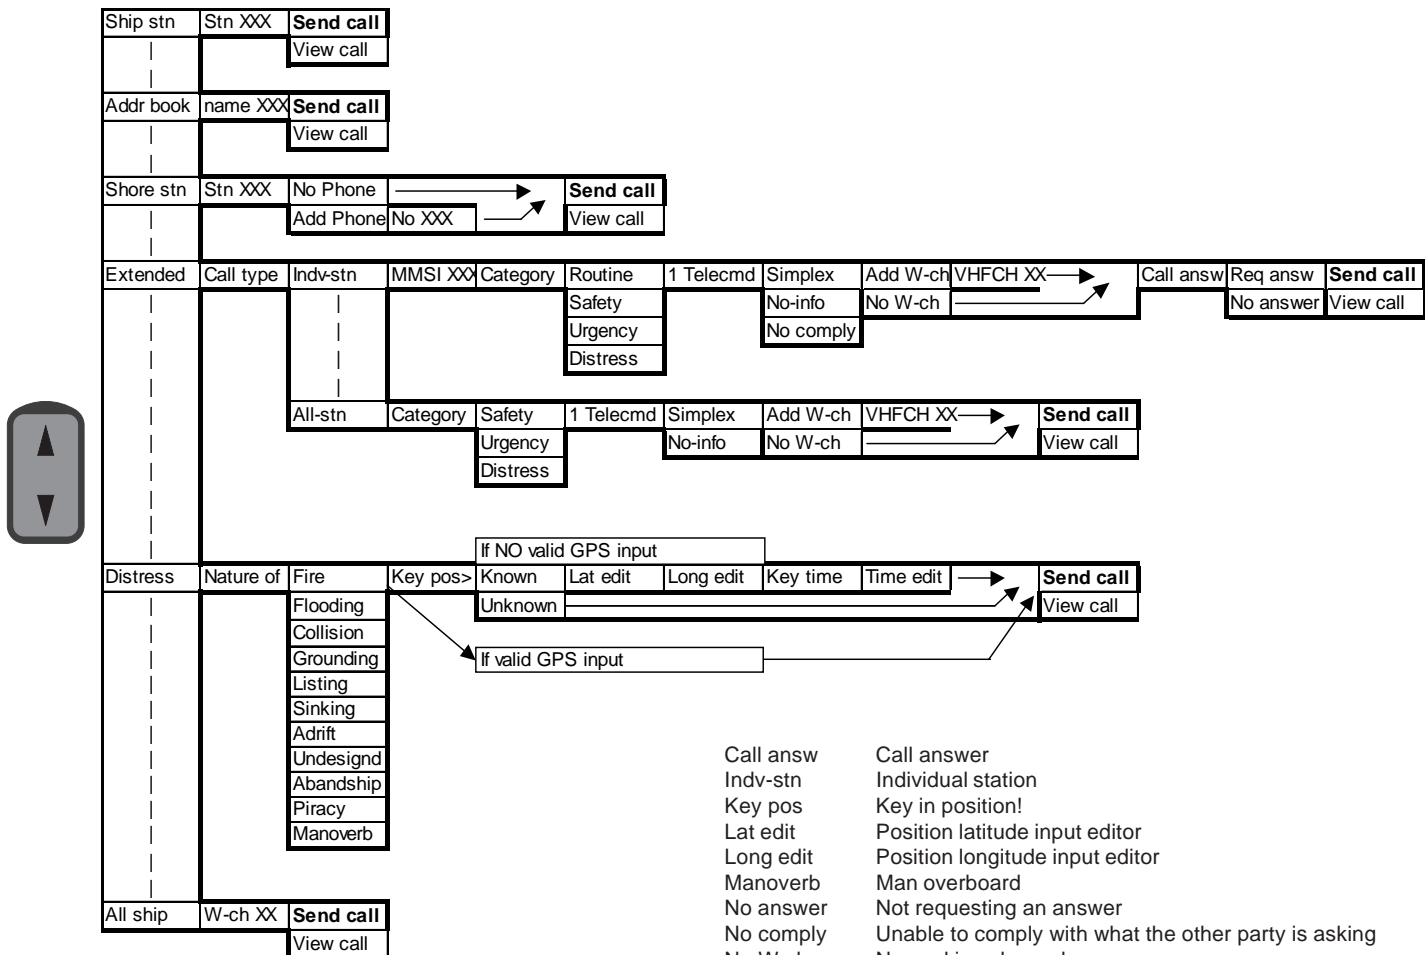 Ship stn Stn XXX Send call
View call
Addr book name XXX Send call
View call
Shore stn Stn XXX No Phone Send call
Add Phone No XXX View call
Extended Call type Indv-stn MMSI XXX Category Routine 1 Telecmd Simplex Add W-ch VHFCH XX Call answ Req answ Send call
Safety No-info No W-ch No answer View call
Urgency No comply
Distress
All-stn Category Safety 1 Telecmd Simplex Add W-ch VHFCH XX Send call
Urgency No-info No W-ch View call
Distress
If NO valid GPS input
Distress Nature of Fire Key pos> Known Lat edit Long edit Key time Time edit Send call
Flooding Unknown View call
Collision
Grounding If valid GPS input
Listing
Sinking
Adrift
Undesignd
Abandship
Piracy
Manoverb
All ship W-ch XX Send call
View call
Call answ Call answer
Indv-stn Individual station
Key pos Key in position!
Lat edit Position latitude input editor
Long edit Position longitude input editor
Manoverb Man overboard
No answer Not requesting an answer
No comply Unable to comply with what the other party is asking